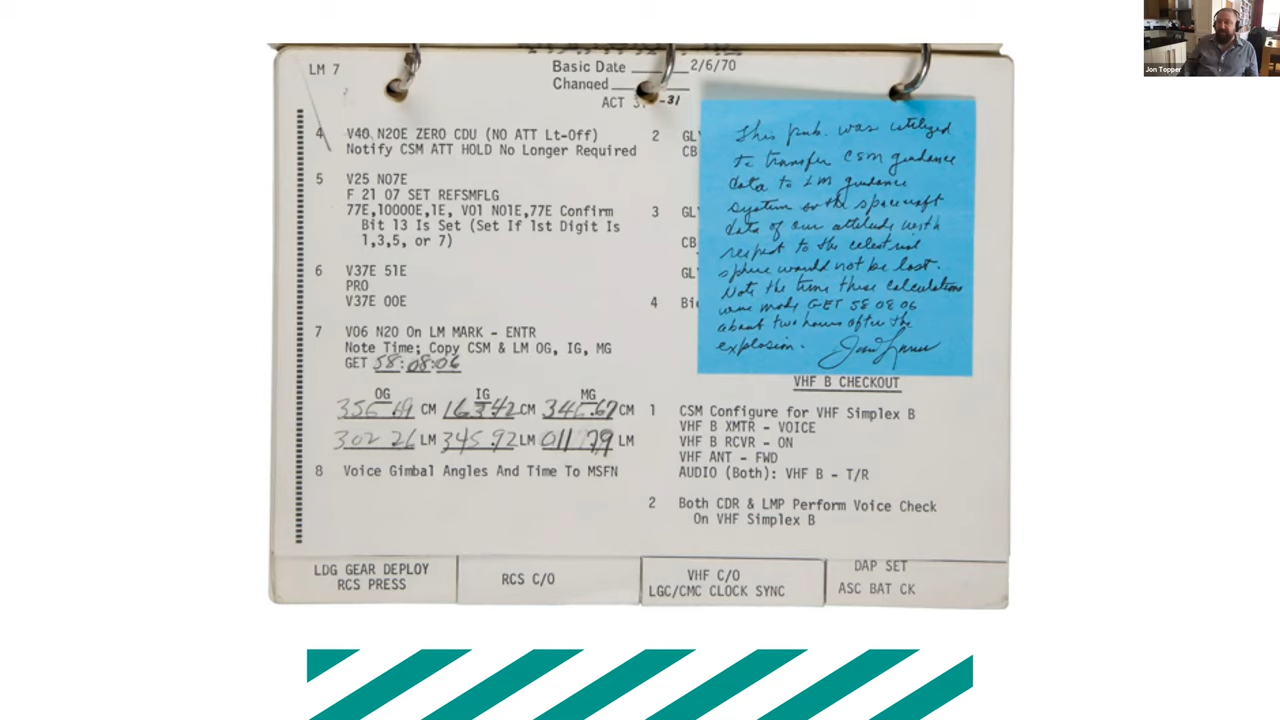 Jon Topper
LM 7
Basic Date 2/6/70
Changed
ACT 3 -31
4 V40 N20E ZERO CDU (NO ATT Lt-Off)
Notify CSM ATT HOLD No Longer Required
5 V25 N07E
F 21 07 SET REFSMFLG
77E,10000E,1E, V01 N01E,77E Confirm
Bit 13 Is Set (Set If 1st Digit Is
1,3,5, or 7)
6 V37E 51E
PRO
V37E 00E
7 V06 N20 On LM MARK - ENTR
Note Time; Copy CSM & LM OG, IG, MG
GET 58:08:06
OG IG MG
CM CM CM
302 26 LM 345.92 LM 011 79 LM
8 Voice Gimbal Angles And Time To MSFN
2 GLY
CB
3 GLY
CB
GLY
4
This pub. was utilized
to transfer CSM guidance
data to LM guidance
system so the spacecraft
data of our attitude with
respect to the celestial
sphere would not be lost.
Note the time these calculations
were made GET 58 08 06
about two hours after the
explosion.
VHF B CHECKOUT
1 CSM Configure for VHF Simplex B
VHF B XMTR - VOICE
VHF B RCVR - ON
VHF ANT - FWD
AUDIO (Both): VHF B - T/R
2 Both CDR & LMP Perform Voice Check
On VHF Simplex B
LDG GEAR DEPLOY
RCS PRESS
RCS C/O
VHF C/O
LGC/CMC CLOCK SYNC
DAP SET
ASC BAT CK